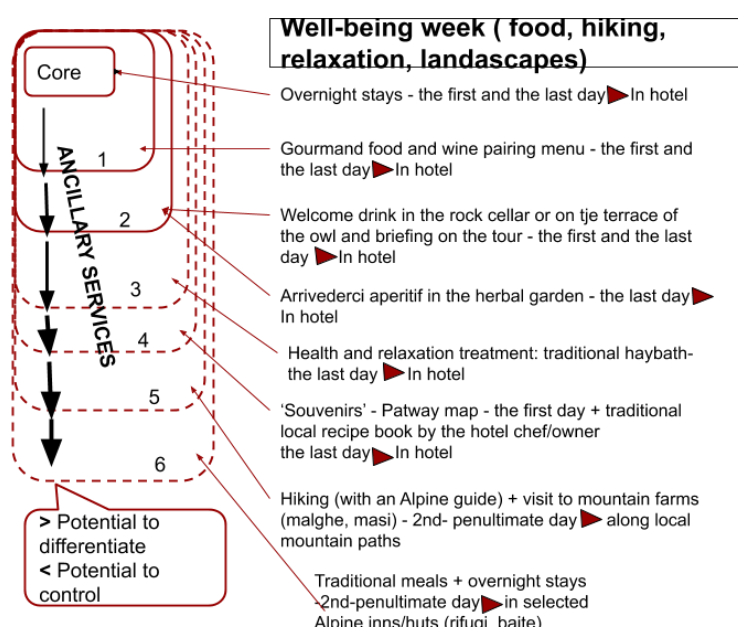 Well-being week ( food, hiking,
relaxation, landascapes)
Core
Overnight stays - the first and the last day In hotel
1
Gourmand food and wine pairing menu - the first and
the last day In hotel
ANCILLARY SERVICES
2
Welcome drink in the rock cellar or on tje terrace of
the owl and briefing on the tour - the first and the last
day In hotel
3
Arrivederci aperitif in the herbal garden - the last day
In hotel
4
Health and relaxation treatment: traditional haybath-
the last day In hotel
5
‘Souvenirs’ - Patway map - the first day + traditional
local recipe book by the hotel chef/owner
the last day In hotel
6
Hiking (with an Alpine guide) + visit to mountain farms
(malghe, masi) - 2nd- penultimate day along local
mountain paths
> Potential to
differentiate
< Potential to
control
Traditional meals + overnight stays
-2nd-penultimate day in selected
Alpine inns/huts (rifugi, baite)